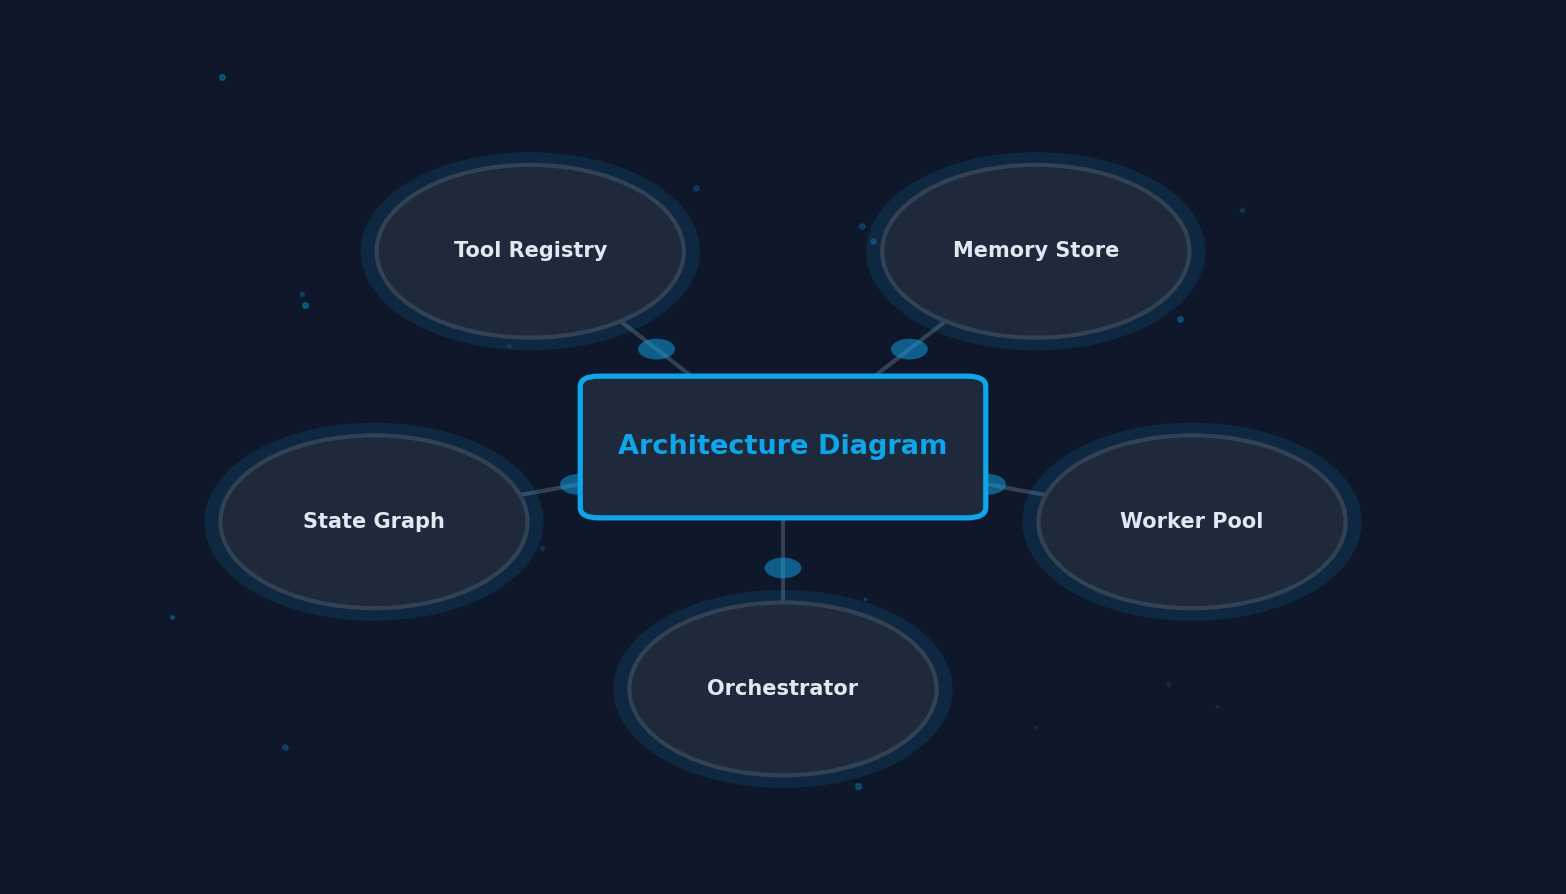 Tool Registry
Memory Store
Architecture Diagram
State Graph
Worker Pool
Orchestrator